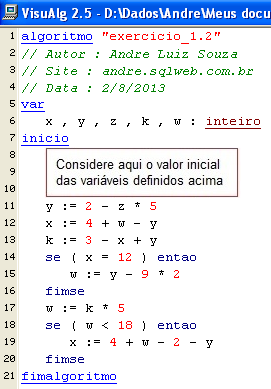 VisuAlg 2.5 - D:\Dados\Andre\Meus docu
1 algoritmo "exercicio_1.2"
2 // Autor : Andre Luiz Souza
3 // Site : andre.sqlweb.com.br
4 // Data : 2/8/2013
5 var
6 x , y , z , k , w : inteiro
7 inicio
8
Considere aqui o valor inicial
das variáveis definidos acima
11 y := 2 - z * 5
12 x := 4 + w - y
13 k := 3 - x + y
14 se ( x = 12 ) entao
15 w := y - 9 * 2
16 fimse
17 w := k * 5
18 se ( w < 18 ) entao
19 x := 4 + w - 2 - y
20 fimse
21 fimalgoritmo